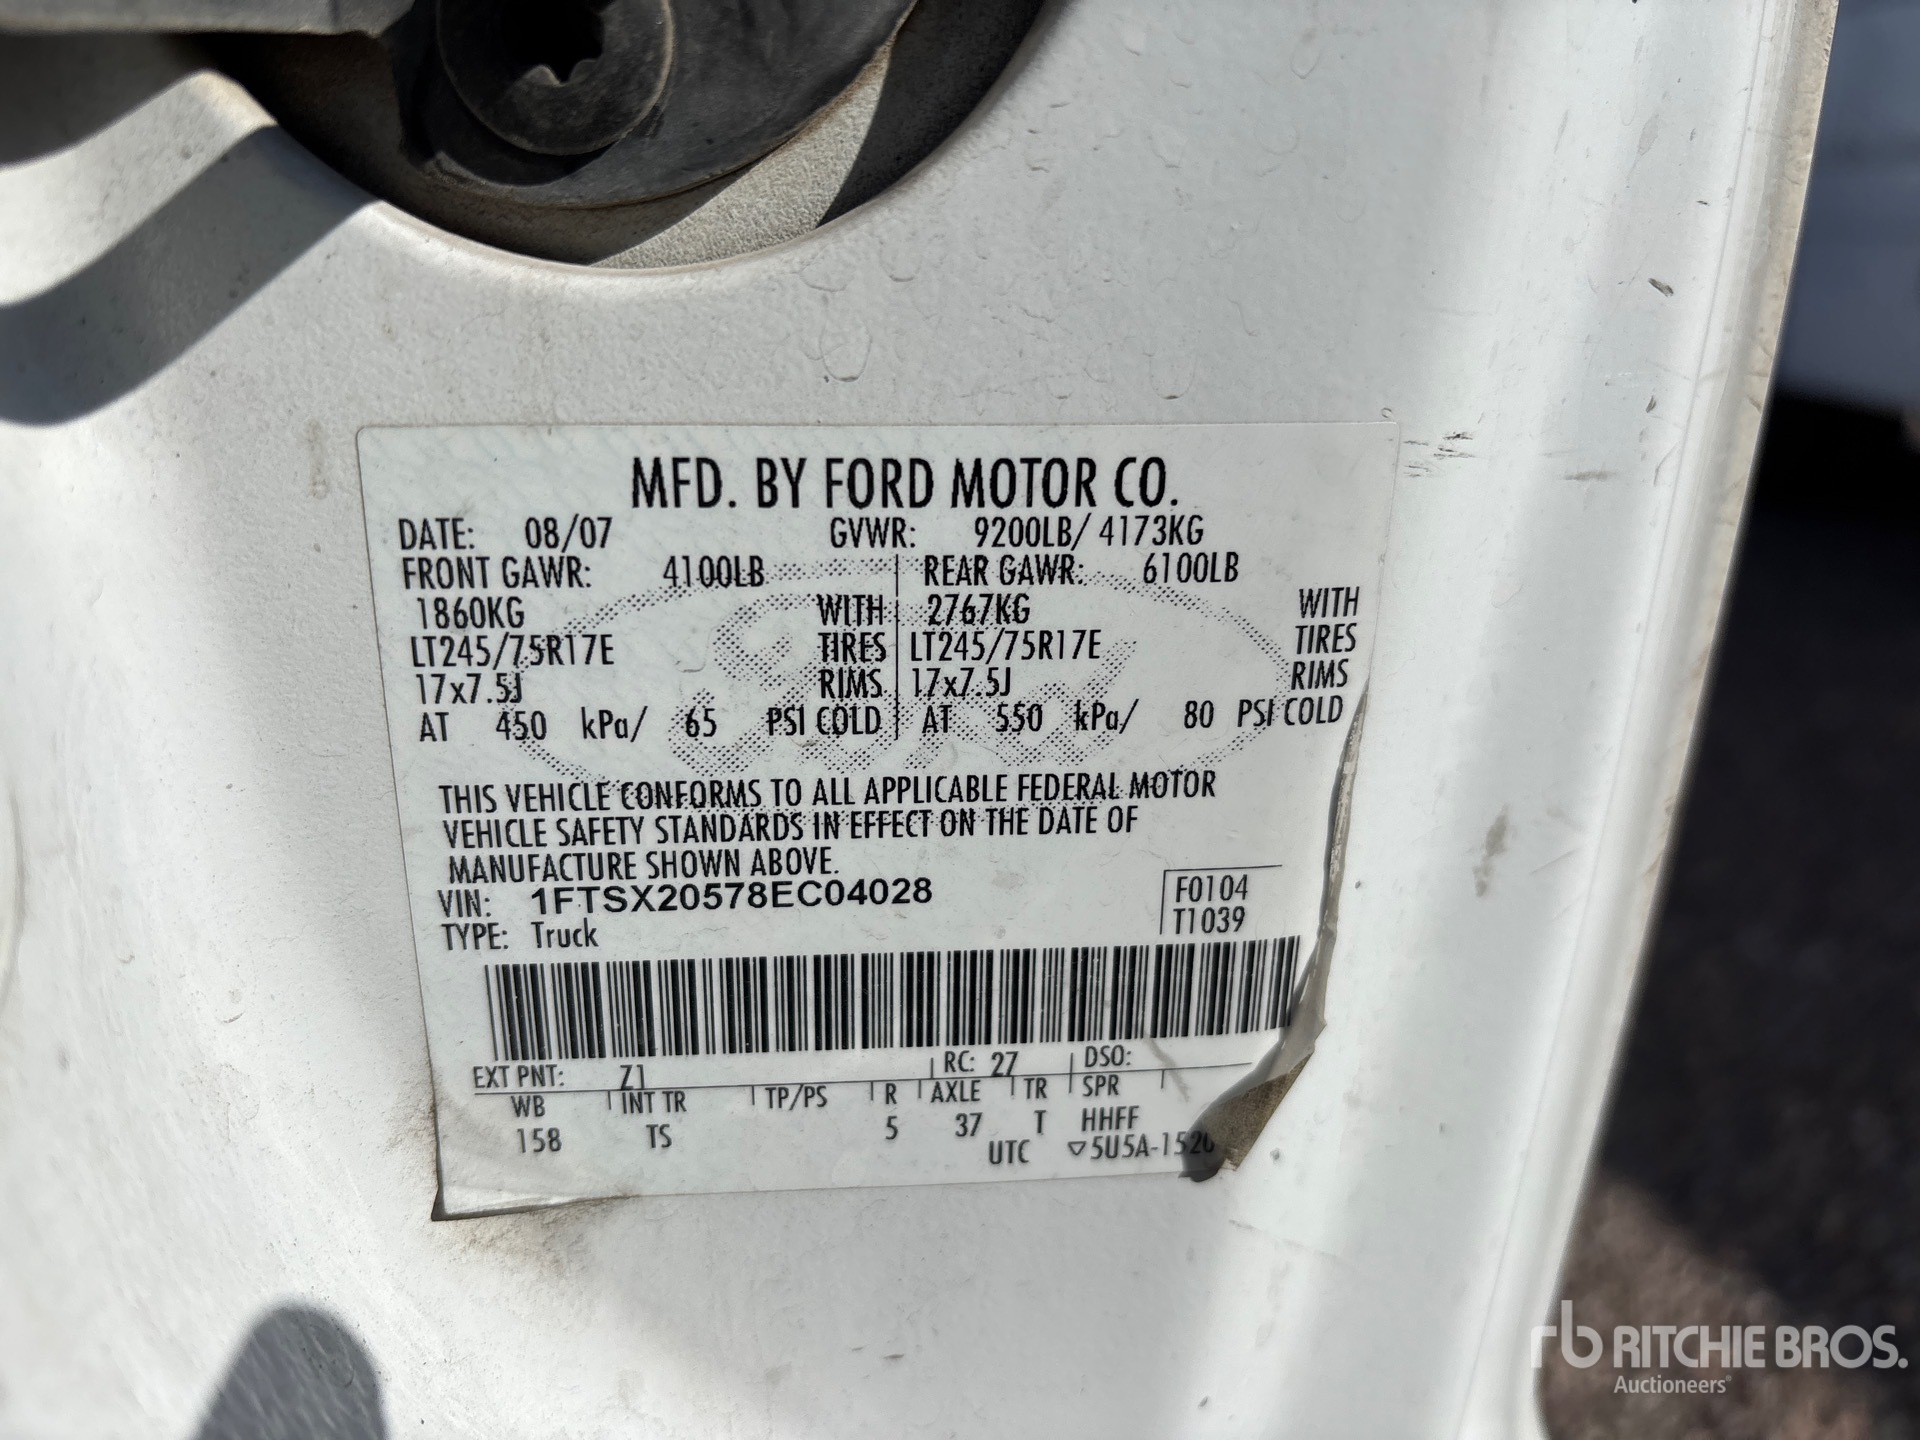 MFD. BY FORD MOTOR CO.
DATE: 08/07 GVWR: 9200LB/ 4173KG
FRONT GAWR: 4100LB REAR GAWR: 6100LB
1860KG WITH 2767KG WITH
LT245/75R17E TIRES LT245/75R17E TIRES
17x7.5J RIMS 17x7.5J RIMS
AT 450 kPa/ 65 PSI COLD AT 550 kPa/ 80 PSI COLD
THIS VEHICLE CONFORMS TO ALL APPLICABLE FEDERAL MOTOR
VEHICLE SAFETY STANDARDS IN EFFECT ON THE DATE OF
MANUFACTURE SHOWN ABOVE.
VIN: 1FTSX20578EC04028 F0104
TYPE: Truck T1039
EXT PNT: Z1 RC: 27 DSO:
WB INT TR TP/PS R AXLE TR SPR
158 TS 5 37 T HHFF
UTC ▽5U5A-1520
rb RITCHIE BROS.
Auctioneers